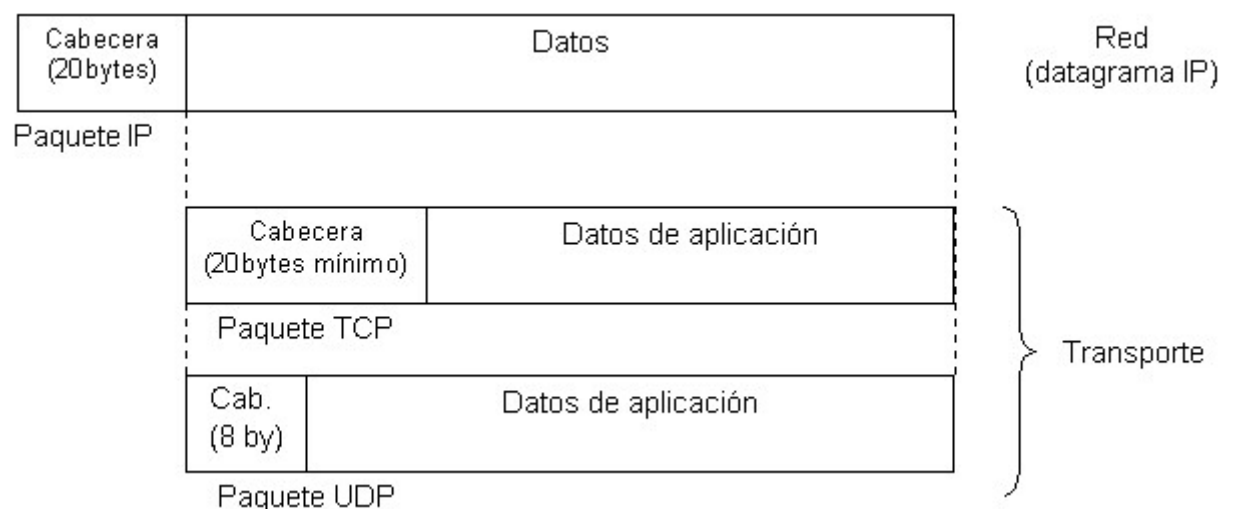 Cabecera
(20bytes)
Datos
Red
(datagrama IP)
Paquete IP
Cabecera
(20bytes mínimo)
Datos de aplicación
Paquete TCP
Transporte
Cab.
(8 by)
Datos de aplicación
Paquete UDP